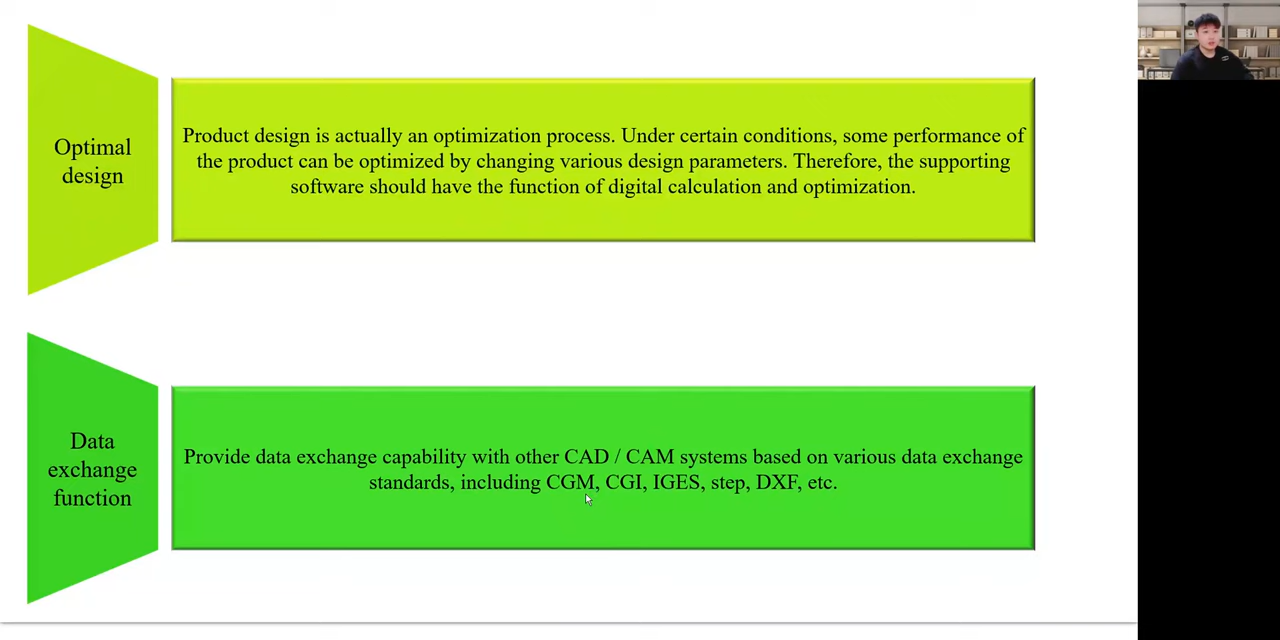 Optimal
design
Product design is actually an optimization process. Under certain conditions, some performance of
the product can be optimized by changing various design parameters. Therefore, the supporting
software should have the function of digital calculation and optimization.
Data
exchange
function
Provide data exchange capability with other CAD / CAM systems based on various data exchange
standards, including CGM, CGI, IGES, step, DXF, etc.